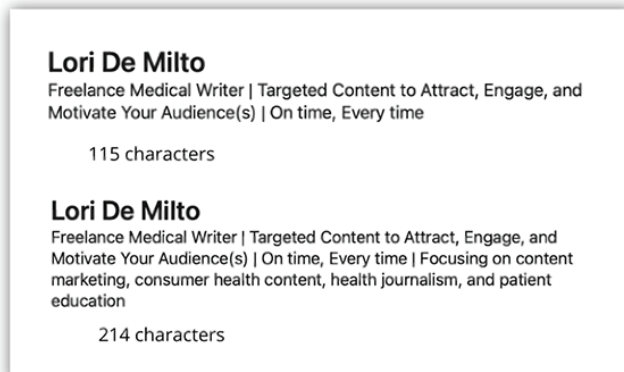 Lori De Milto
Freelance Medical Writer | Targeted Content to Attract, Engage, and
Motivate Your Audience(s) | On time, Every time
115 characters
Lori De Milto
Freelance Medical Writer | Targeted Content to Attract, Engage, and
Motivate Your Audience(s) | On time, Every time | Focusing on content
marketing, consumer health content, health journalism, and patient
education
214 characters